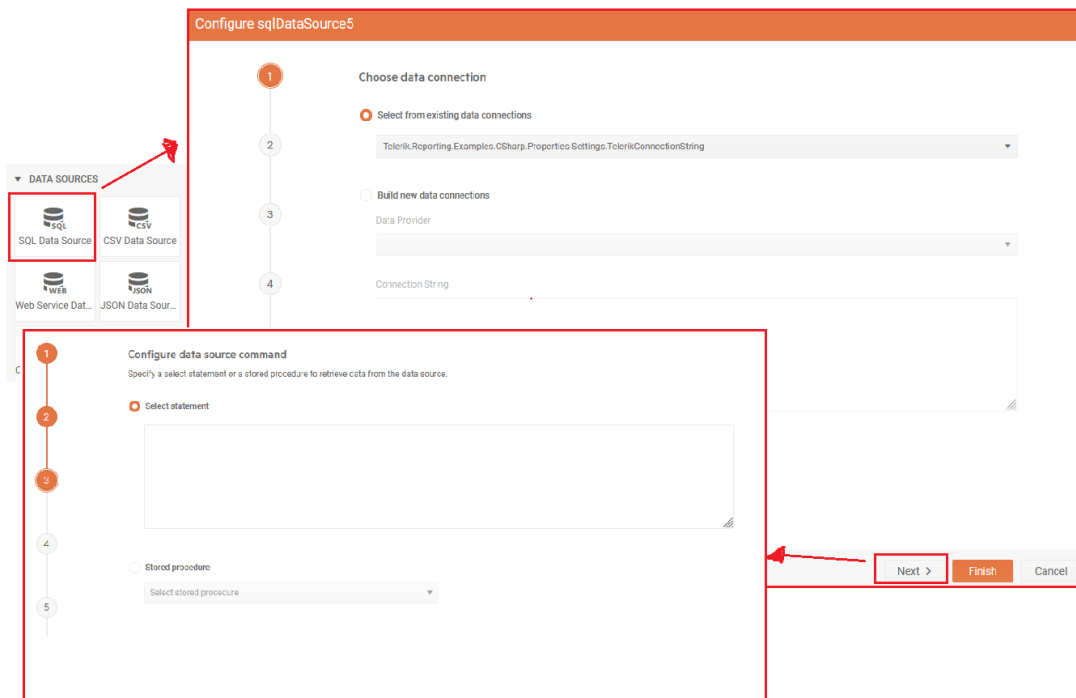 Configure sqlDataSource5
1
Choose data connection
Select from existing data connections
2
Telerik.Reporting.Examples.CSharp.Properties.Settings.TelerikConnectionString
DATA SOURCES
Build new data connections
SQL
CSV
3
Data Provider
SQL Data Source
CSV Data Source
4
Connection String
WEB
JSON
Web Service Dat...
JSON Data Sour...
1
Configure data source command
C
Specify a select statement or a stored procedure to retrieve data from the data source.
Select statement
2
3
4
Stored procedure
Next
Finish
Cancel
Select stored procedure
5